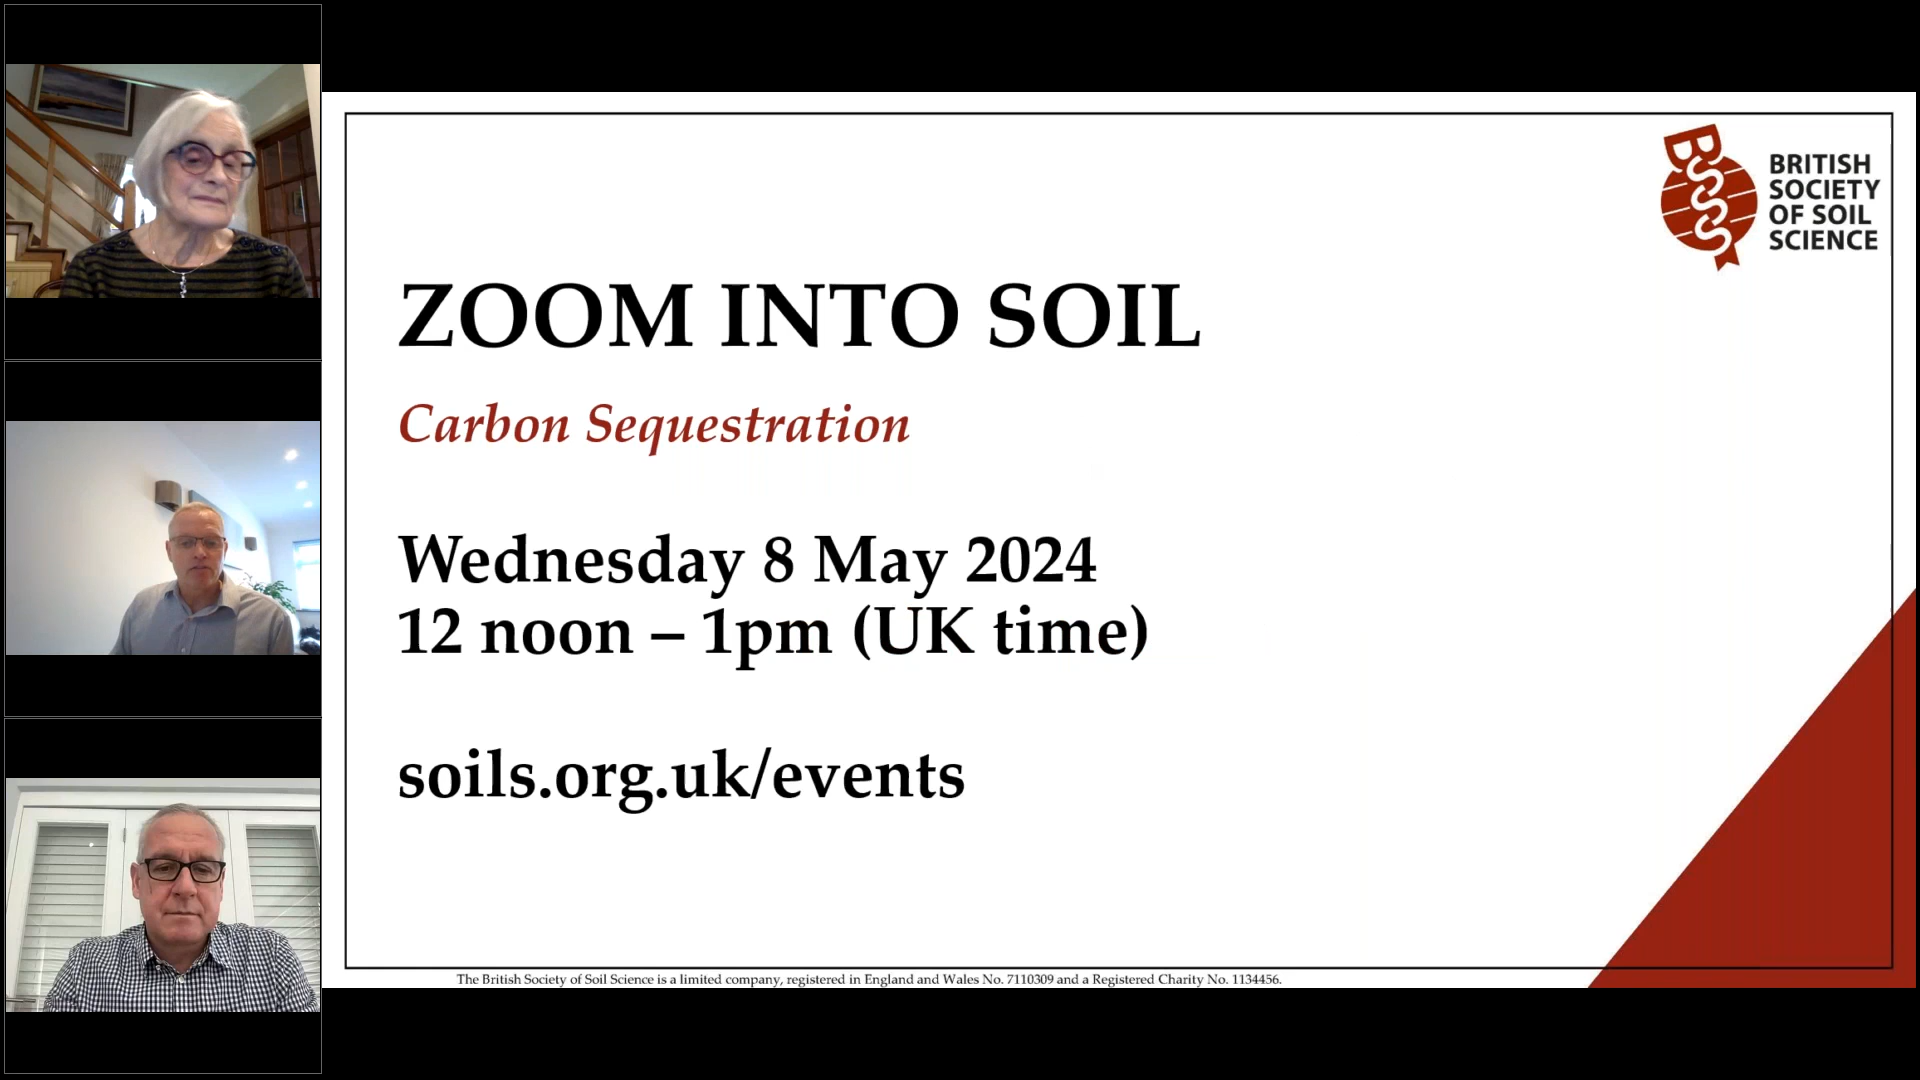 BSSS
BRITISH
SOCIETY
OF SOIL
SCIENCE
ZOOM INTO SOIL
Carbon Sequestration
Wednesday 8 May 2024
12 noon – 1pm (UK time)
soils.org.uk/events
The British Society of Soil Science is a limited company, registered in England and Wales No. 7110309 and a Registered Charity No. 1134456.